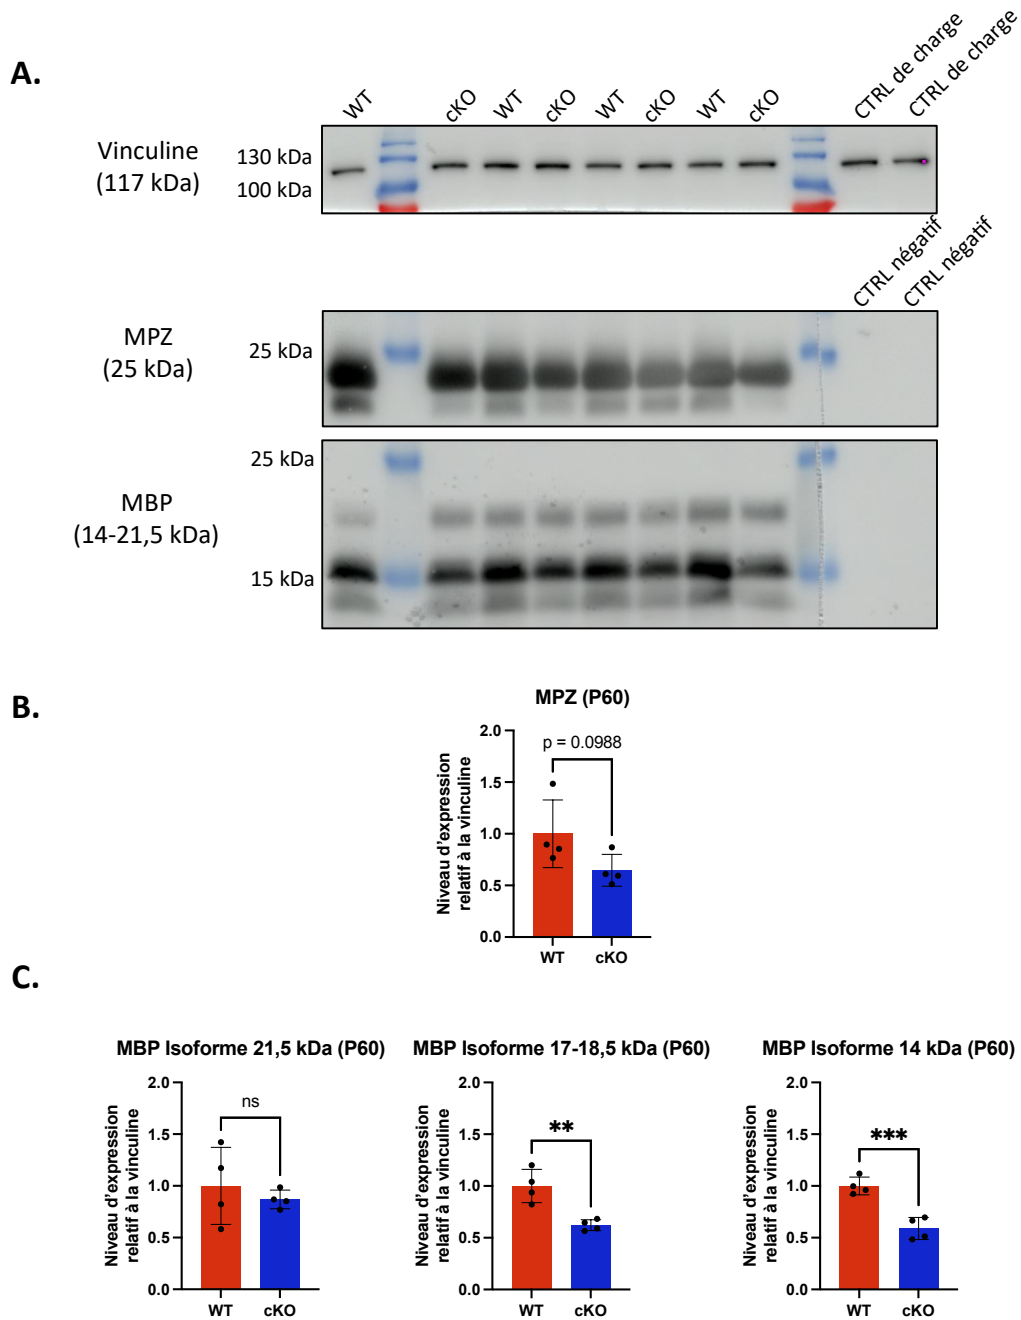 A.
WT
cKO
WT
cKO
WT
cKO
WT
cKO
CTRL de charge
CTRL de charge
Vinculine
(117 kDa)
130 kDa
100 kDa
CTRL négatif
CTRL négatif
MPZ
(25 kDa)
25 kDa
MBP
(14-21,5 kDa)
25 kDa
15 kDa
B.
MPZ (P60)
Niveau d'expression
relatif à la vinculine
2.0
1.5
1.0
0.5
0.0
p = 0.0988
WT
cKO
C.
MBP Isoforme 21,5 kDa (P60)
Niveau d'expression
relatif à la vinculine
2.0
1.5
1.0
0.5
0.0
ns
WT
cKO
MBP Isoforme 17-18,5 kDa (P60)
Niveau d'expression
relatif à la vinculine
2.0
1.5
1.0
0.5
0.0
**
WT
cKO
MBP Isoforme 14 kDa (P60)
Niveau d'expression
relatif à la vinculine
2.0
1.5
1.0
0.5
0.0
***
WT
cKO